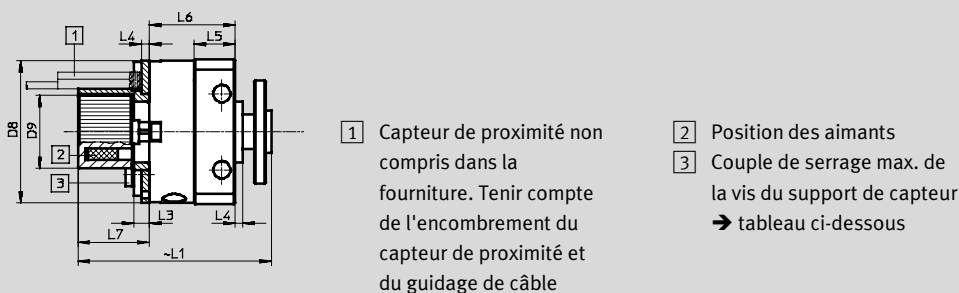 L6
1
L4
L5
D8
D9
2
3
L3
L4
L7
~L1
1 Capteur de proximité non
compris dans la
fourniture. Tenir compte
de l'encombrement du
capteur de proximité et
du guidage de câble
2 Position des aimants
3 Couple de serrage max. de
la vis du support de capteur
➔ tableau ci-dessous